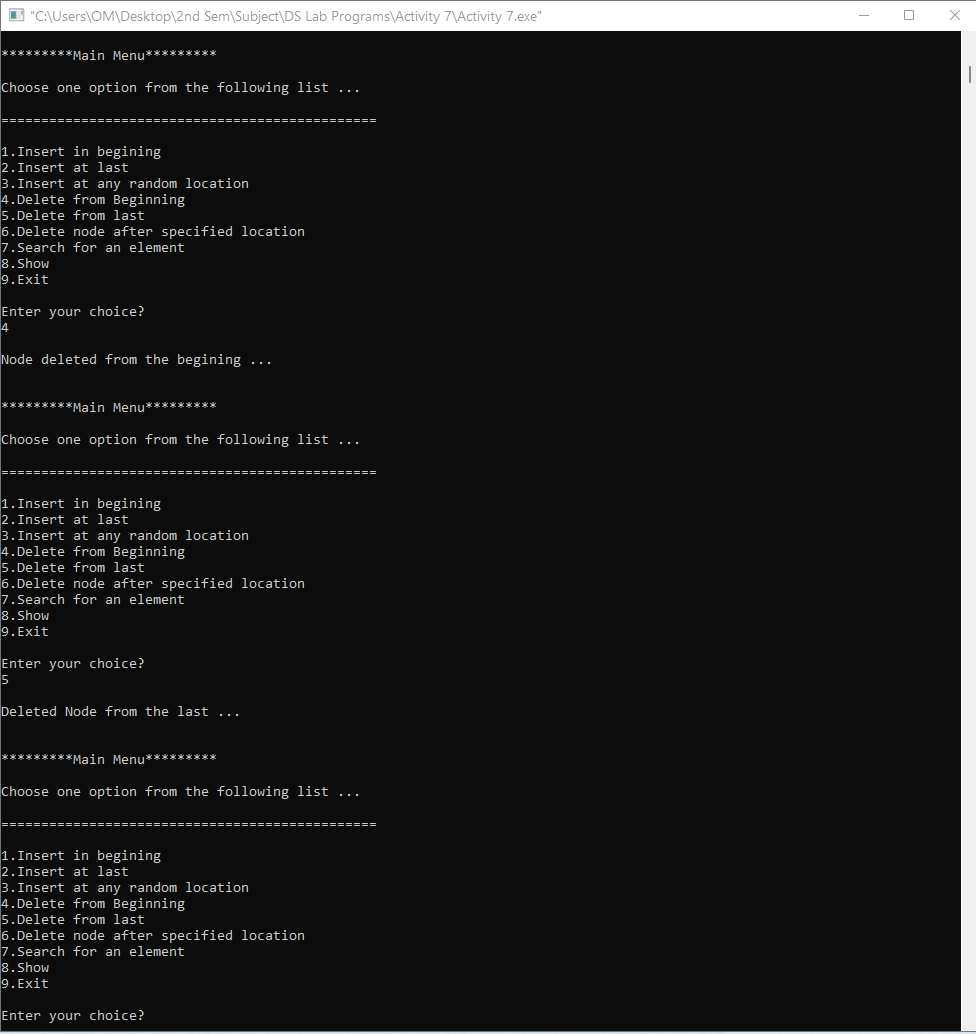 "C:\Users\OM\Desktop\2nd Sem\Subject\DS Lab Programs\Activity 7\Activity 7.exe"
*********Main Menu*********
Choose one option from the following list ...
===============================================
1.Insert in begining
2.Insert at last
3.Insert at any random location
4.Delete from Beginning
5.Delete from last
6.Delete node after specified location
7.Search for an element
8.Show
9.Exit
Enter your choice?
4
Node deleted from the begining ...
*********Main Menu*********
Choose one option from the following list ...
===============================================
1.Insert in begining
2.Insert at last
3.Insert at any random location
4.Delete from Beginning
5.Delete from last
6.Delete node after specified location
7.Search for an element
8.Show
9.Exit
Enter your choice?
5
Deleted Node from the last ...
*********Main Menu*********
Choose one option from the following list ...
===============================================
1.Insert in begining
2.Insert at last
3.Insert at any random location
4.Delete from Beginning
5.Delete from last
6.Delete node after specified location
7.Search for an element
8.Show
9.Exit
Enter your choice?